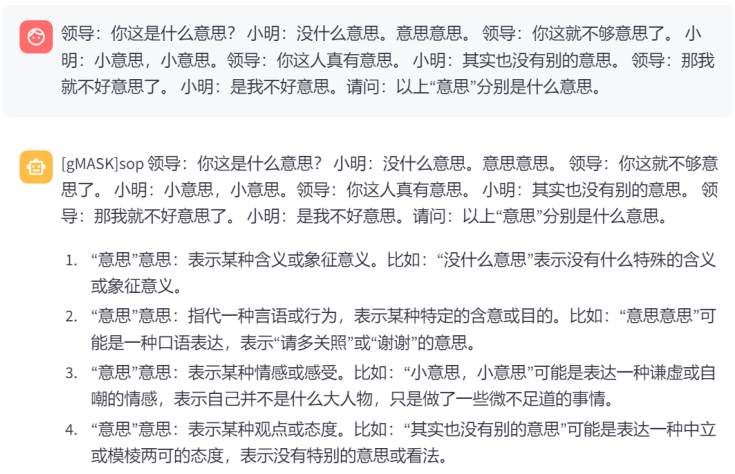 领导：你这是什么意思？ 小明：没什么意思。意思意思。 领导：你这就不够意思了。 小
明：小意思，小意思。领导：你这人真有意思。 小明：其实也没有别的意思。 领导：那我
就不好意思了。 小明：是我不好意思。请问：以上“意思”分别是什么意思。
[gMASK]sop 领导：你这是什么意思？ 小明：没什么意思。意思意思。 领导：你这就不够意
思了。 小明：小意思，小意思。领导：你这人真有意思。 小明：其实也没有别的意思。 领
导：那我就不好意思了。 小明：是我不好意思。请问：以上“意思”分别是什么意思。
1. “意思”意思：表示某种含义或象征意义。比如：“没什么意思”表示没有什么特殊的含义
或象征意义。
2. “意思”意思：指代一种言语或行为，表示某种特定的含意或目的。比如：“意思意思”可
能是一种口语表达，表示“请多关照”或“谢谢”的意思。
3. “意思”意思：表示某种情感或感受。比如：“小意思，小意思”可能是表达一种谦虚或自
嘲的情感，表示自己并不是什么大人物，只是做了一些微不足道的事情。
4. “意思”意思：表示某种观点或态度。比如：“其实也没有别的意思”可能是表达一种中立
或模棱两可的态度，表示没有特别的意思或看法。